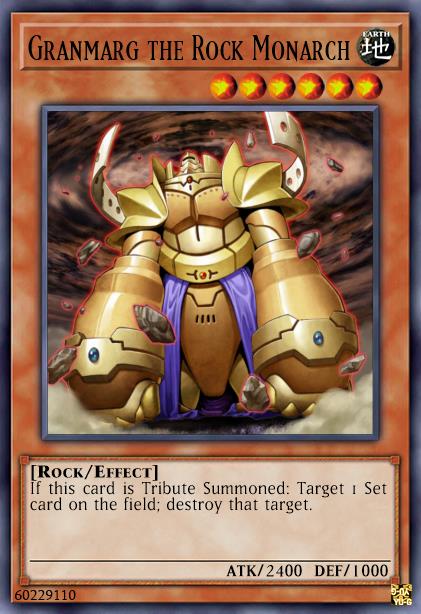 Granmarg the Rock Monarch
EARTH
地
[Rock/Effect]
If this card is Tribute Summoned: Target 1 Set
card on the field; destroy that target.
ATK/2400 DEF/1000
60229110